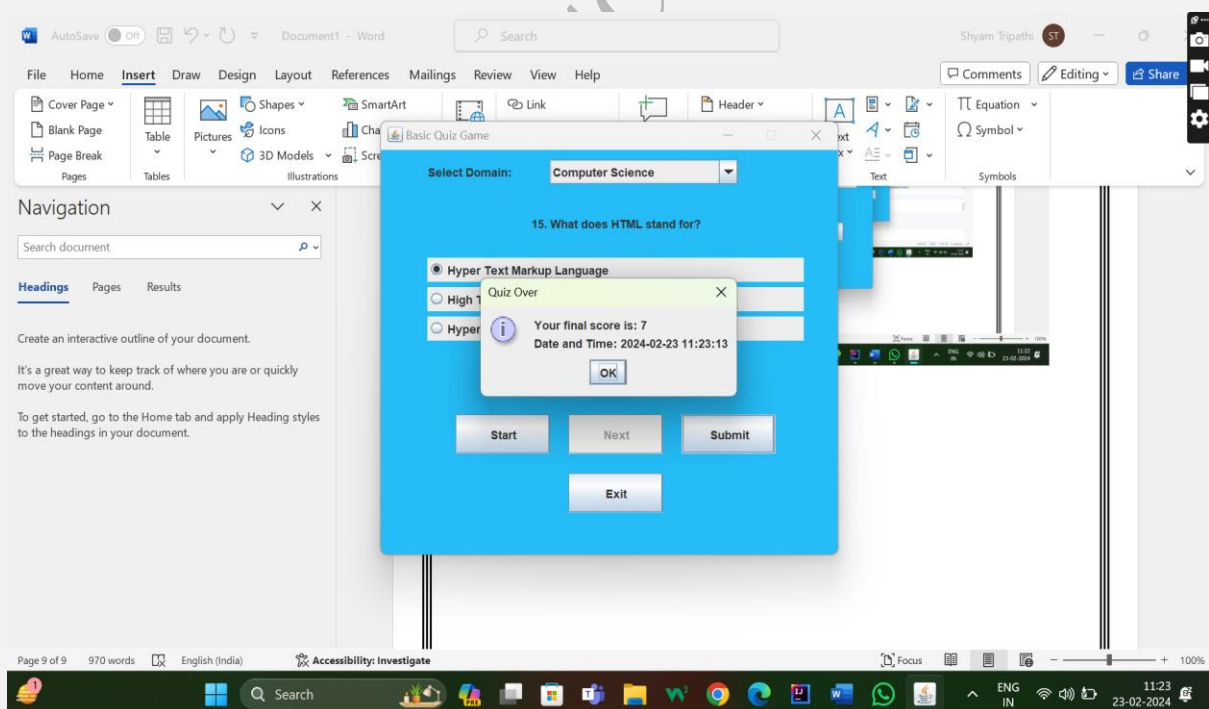 AutoSave Off Document1 - Word Search Shyam Tripathi ST
File Home Insert Draw Design Layout References Mailings Review View Help Comments Editing Share
Cover Page Shapes SmartArt Link Header Equation
Blank Page Table Pictures Icons Cha Symbol
Page Break 3D Models Scre
Pages Tables Illustrations Text Symbols
Basic Quiz Game
Select Domain: Computer Science
15. What does HTML stand for?
Hyper Text Markup Language
High T
Hyper
Quiz Over
Your final score is: 7
Date and Time: 2024-02-23 11:23:13
OK
Start Next Submit
Exit
Navigation
Search document
Headings Pages Results
Create an interactive outline of your document.
It's a great way to keep track of where you are or quickly
move your content around.
To get started, go to the Home tab and apply Heading styles
to the headings in your document.
Page 9 of 9 970 words English (India) Accessibility: Investigate Focus 100%
1 Search ENG 11:23
IN 23-02-2024